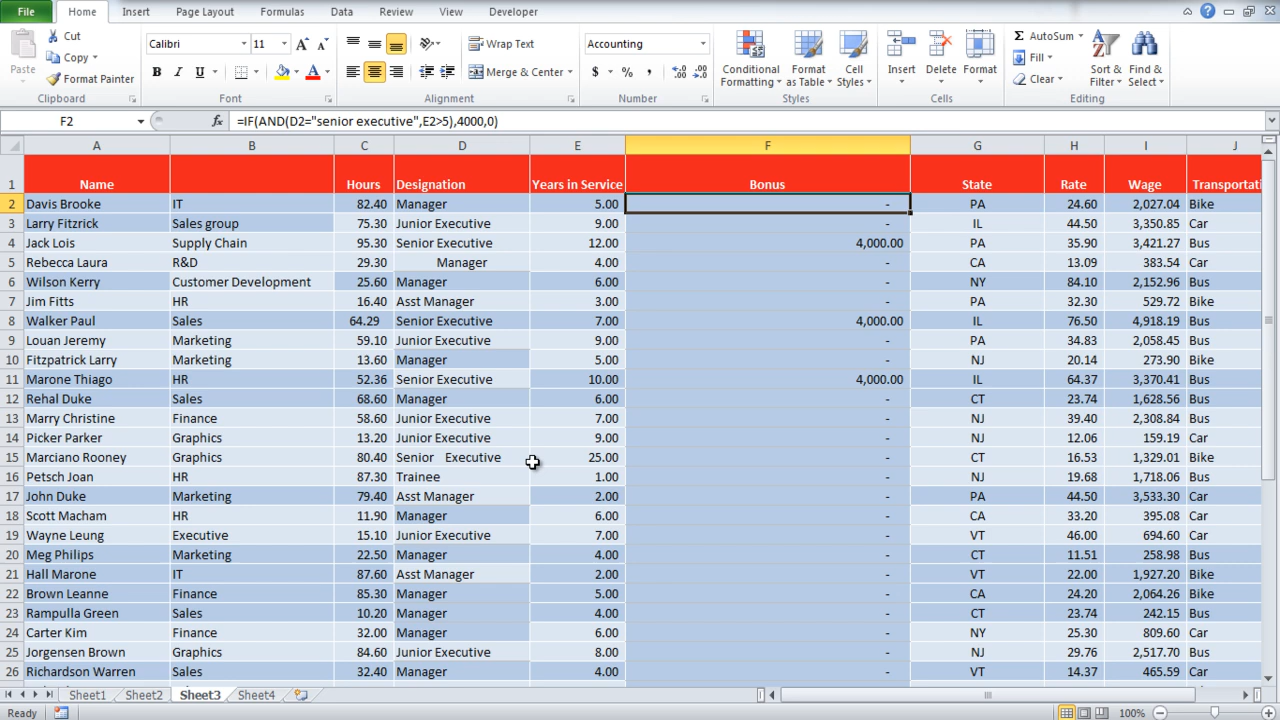 File Home Insert Page Layout Formulas Data Review View Developer
Cut Calibri 11 Wrap Text Accounting AutoSum
Copy Fill
Paste Format Painter B I U Merge & Center $ % , Conditional Formatting Format as Table Cell Styles Insert Delete Format Clear Sort & Filter Find & Select
Clipboard Font Alignment Number Styles Cells Editing
F2 fx =IF(AND(D2="senior executive",E2>5),4000,0)
A B C D E F G H I J
1 Name Hours Designation Years in Service Bonus State Rate Wage Transportati
2 Davis Brooke IT 82.40 Manager 5.00 - PA 24.60 2,027.04 Bike
3 Larry Fitzrick Sales group 75.30 Junior Executive 9.00 - IL 44.50 3,350.85 Car
4 Jack Lois Supply Chain 95.30 Senior Executive 12.00 4,000.00 PA 35.90 3,421.27 Bus
5 Rebecca Laura R&D 29.30 Manager 4.00 - CA 13.09 383.54 Car
6 Wilson Kerry Customer Development 25.60 Manager 6.00 - NY 84.10 2,152.96 Bus
7 Jim Fitts HR 16.40 Asst Manager 3.00 - PA 32.30 529.72 Bike
8 Walker Paul Sales 64.29 Senior Executive 7.00 4,000.00 IL 76.50 4,918.19 Bus
9 Louan Jeremy Marketing 59.10 Junior Executive 9.00 - PA 34.83 2,058.45 Bus
10 Fitzpatrick Larry Marketing 13.60 Manager 5.00 - NJ 20.14 273.90 Bike
11 Marone Thiago HR 52.36 Senior Executive 10.00 4,000.00 IL 64.37 3,370.41 Bus
12 Rehal Duke Sales 68.60 Manager 6.00 - CT 23.74 1,628.56 Bus
13 Marry Christine Finance 58.60 Junior Executive 7.00 - NJ 39.40 2,308.84 Bus
14 Picker Parker Graphics 13.20 Junior Executive 9.00 - NJ 12.06 159.19 Car
15 Marciano Rooney Graphics 80.40 Senior Executive 25.00 - CT 16.53 1,329.01 Bike
16 Petsch Joan HR 87.30 Trainee 1.00 - NJ 19.68 1,718.06 Bus
17 John Duke Marketing 79.40 Asst Manager 2.00 - PA 44.50 3,533.30 Car
18 Scott Macham HR 11.90 Manager 6.00 - CA 33.20 395.08 Car
19 Wayne Leung Executive 15.10 Junior Executive 7.00 - VT 46.00 694.60 Car
20 Meg Philips Marketing 22.50 Manager 4.00 - CT 11.51 258.98 Bus
21 Hall Marone IT 87.60 Asst Manager 2.00 - VT 22.00 1,927.20 Bike
22 Brown Leanne Finance 85.30 Manager 5.00 - CA 24.20 2,064.26 Bike
23 Rampulla Green Sales 10.20 Manager 4.00 - CT 23.74 242.15 Bus
24 Carter Kim Finance 32.00 Manager 6.00 - NY 25.30 809.60 Car
25 Jorgensen Brown Graphics 84.60 Junior Executive 8.00 - NJ 29.76 2,517.70 Bus
26 Richardson Warren Sales 32.40 Manager 4.00 - VT 14.37 465.59 Car
Sheet1 Sheet2 Sheet3 Sheet4
Ready 100%